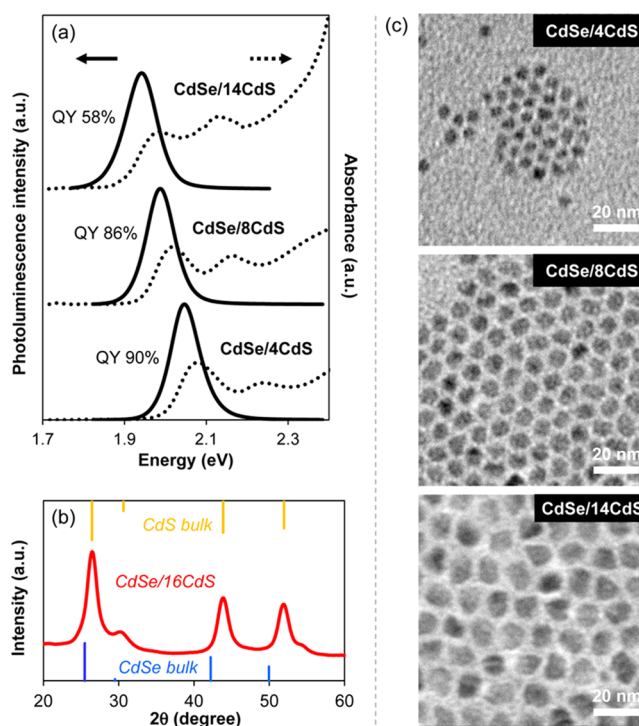 (a)
CdSe/14CdS
QY 58%
CdSe/8CdS
QY 86%
CdSe/4CdS
QY 90%
Photoluminescence intensity (a.u.)
Absorbance (a.u.)
1.7 1.9 2.1 2.3
Energy (eV)
(b)
CdS bulk
CdSe/16CdS
CdSe bulk
Intensity (a.u.)
20 30 40 50 60
2θ (degree)
(c)
CdSe/4CdS
20 nm
CdSe/8CdS
20 nm
CdSe/14CdS
20 nm